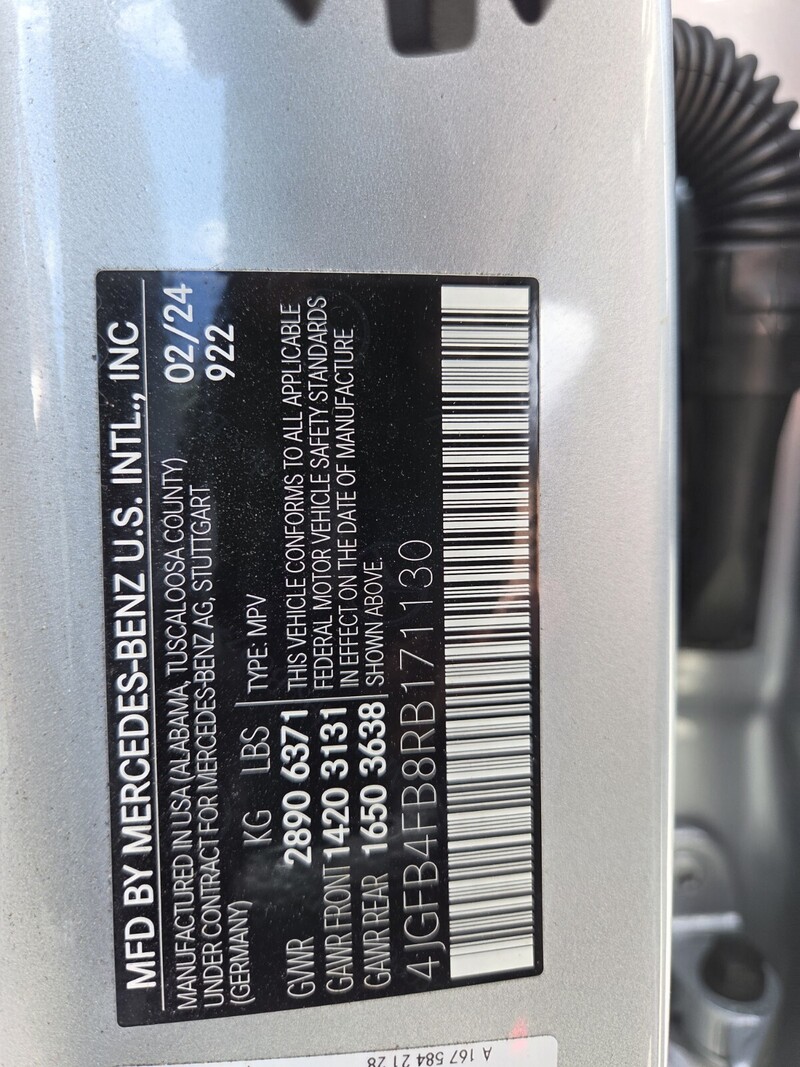 MFD BY MERCEDES-BENZ U.S. INTL., INC
MANUFACTURED IN USA (ALABAMA, TUSCALOOSA COUNTY) 02/24
UNDER CONTRACT FOR MERCEDES-BENZ AG, STUTTGART 922
(GERMANY)
KG LBS TYPE: MPV
GVWR 2890 6371 THIS VEHICLE CONFORMS TO ALL APPLICABLE
GAWR FRONT 1420 3131 FEDERAL MOTOR VEHICLE SAFETY STANDARDS
GAWR REAR 1650 3638 IN EFFECT ON THE DATE OF MANUFACTURE
SHOWN ABOVE.
4JGFB4FB8RB171130
A 167 584 21 28